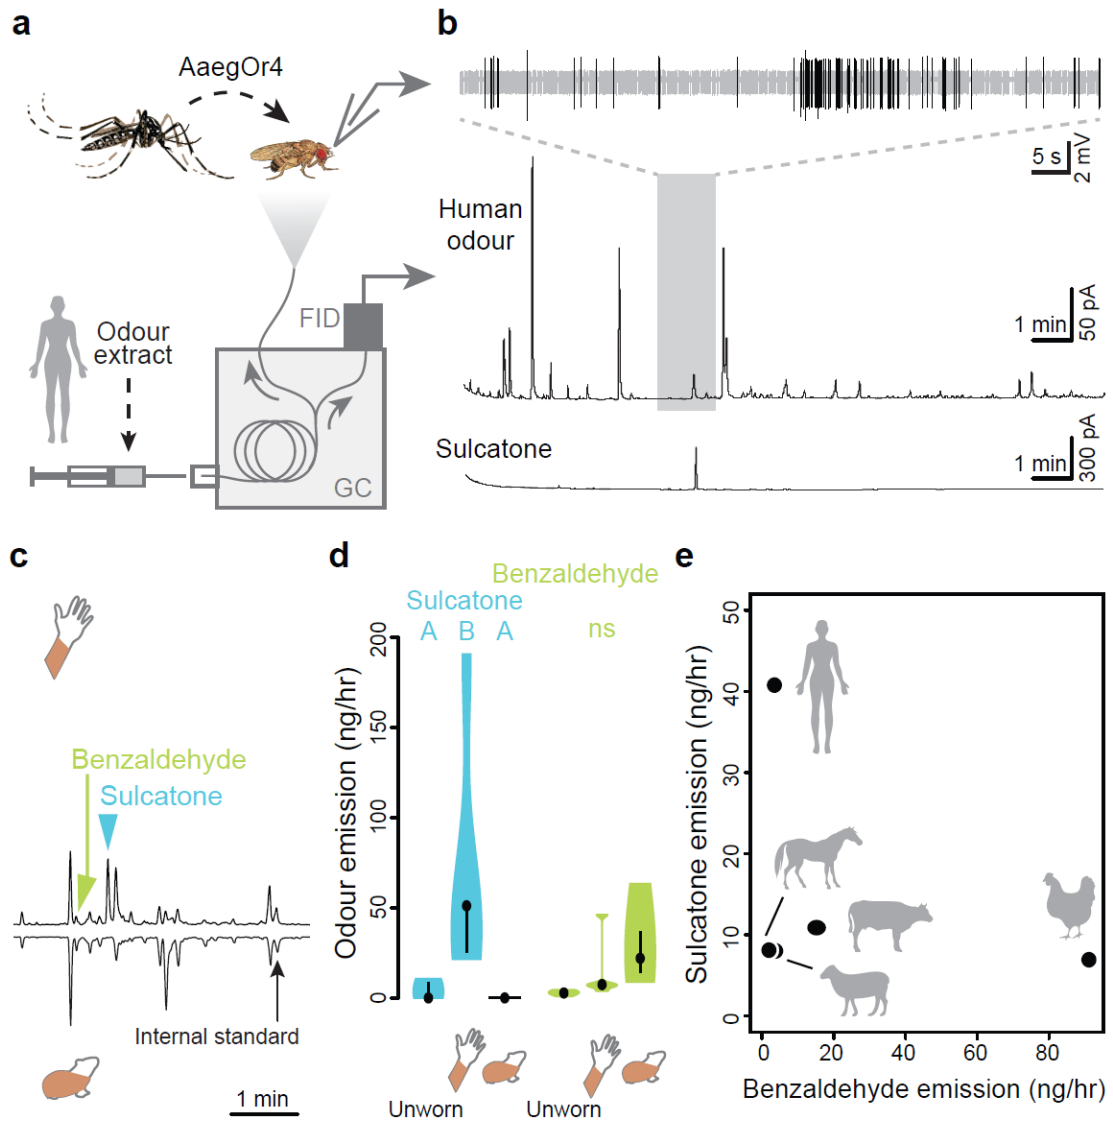 a
AaegOr4
Odour
extract
FID
GC
b
5 s
2 mV
Human
odour
1 min
50 pA
Sulcatone
1 min
300 pA
c
Benzaldehyde
Sulcatone
Internal standard
1 min
d
Benzaldehyde
Sulcatone
A B A
ns
Odour emission (ng/hr)
200
150
100
50
0
Unworn
Unworn
e
Sulcatone emission (ng/hr)
50
40
30
20
10
0
0 20 40 60 80
Benzaldehyde emission (ng/hr)